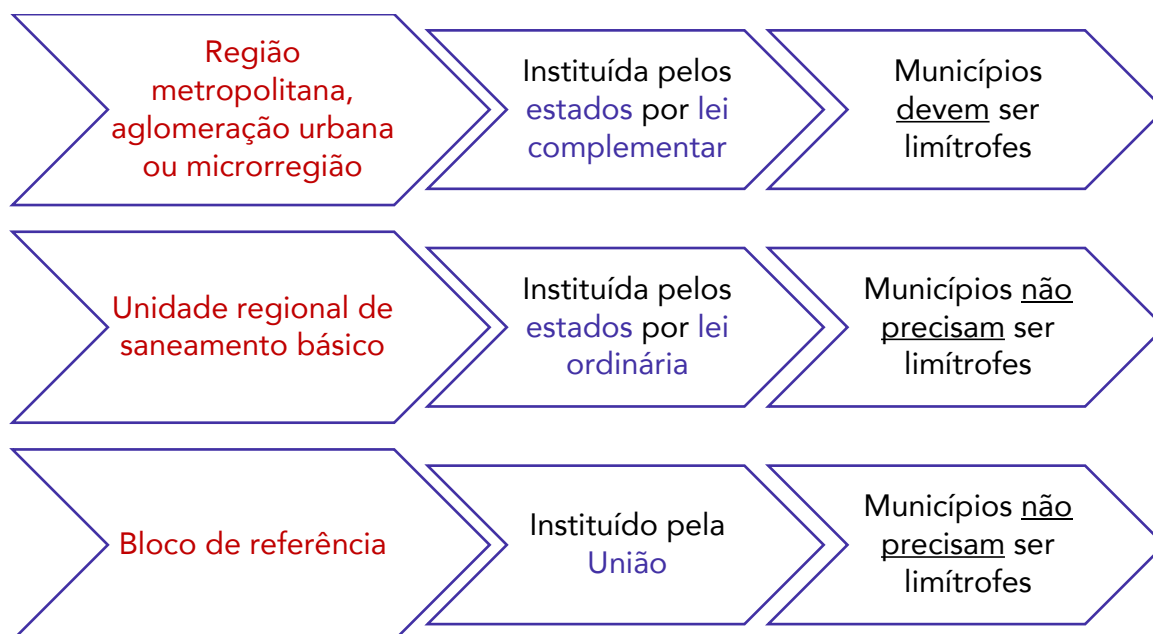 Região
metropolitana,
aglomeração urbana
ou microrregião
Instituída pelos
estados por lei
complementar
Municípios
devem ser
limítrofes
Unidade regional de
saneamento básico
Instituída pelos
estados por lei
ordinária
Municípios não
precisam ser
limítrofes
Bloco de referência
Instituído pela
União
Municípios não
precisam ser
limítrofes